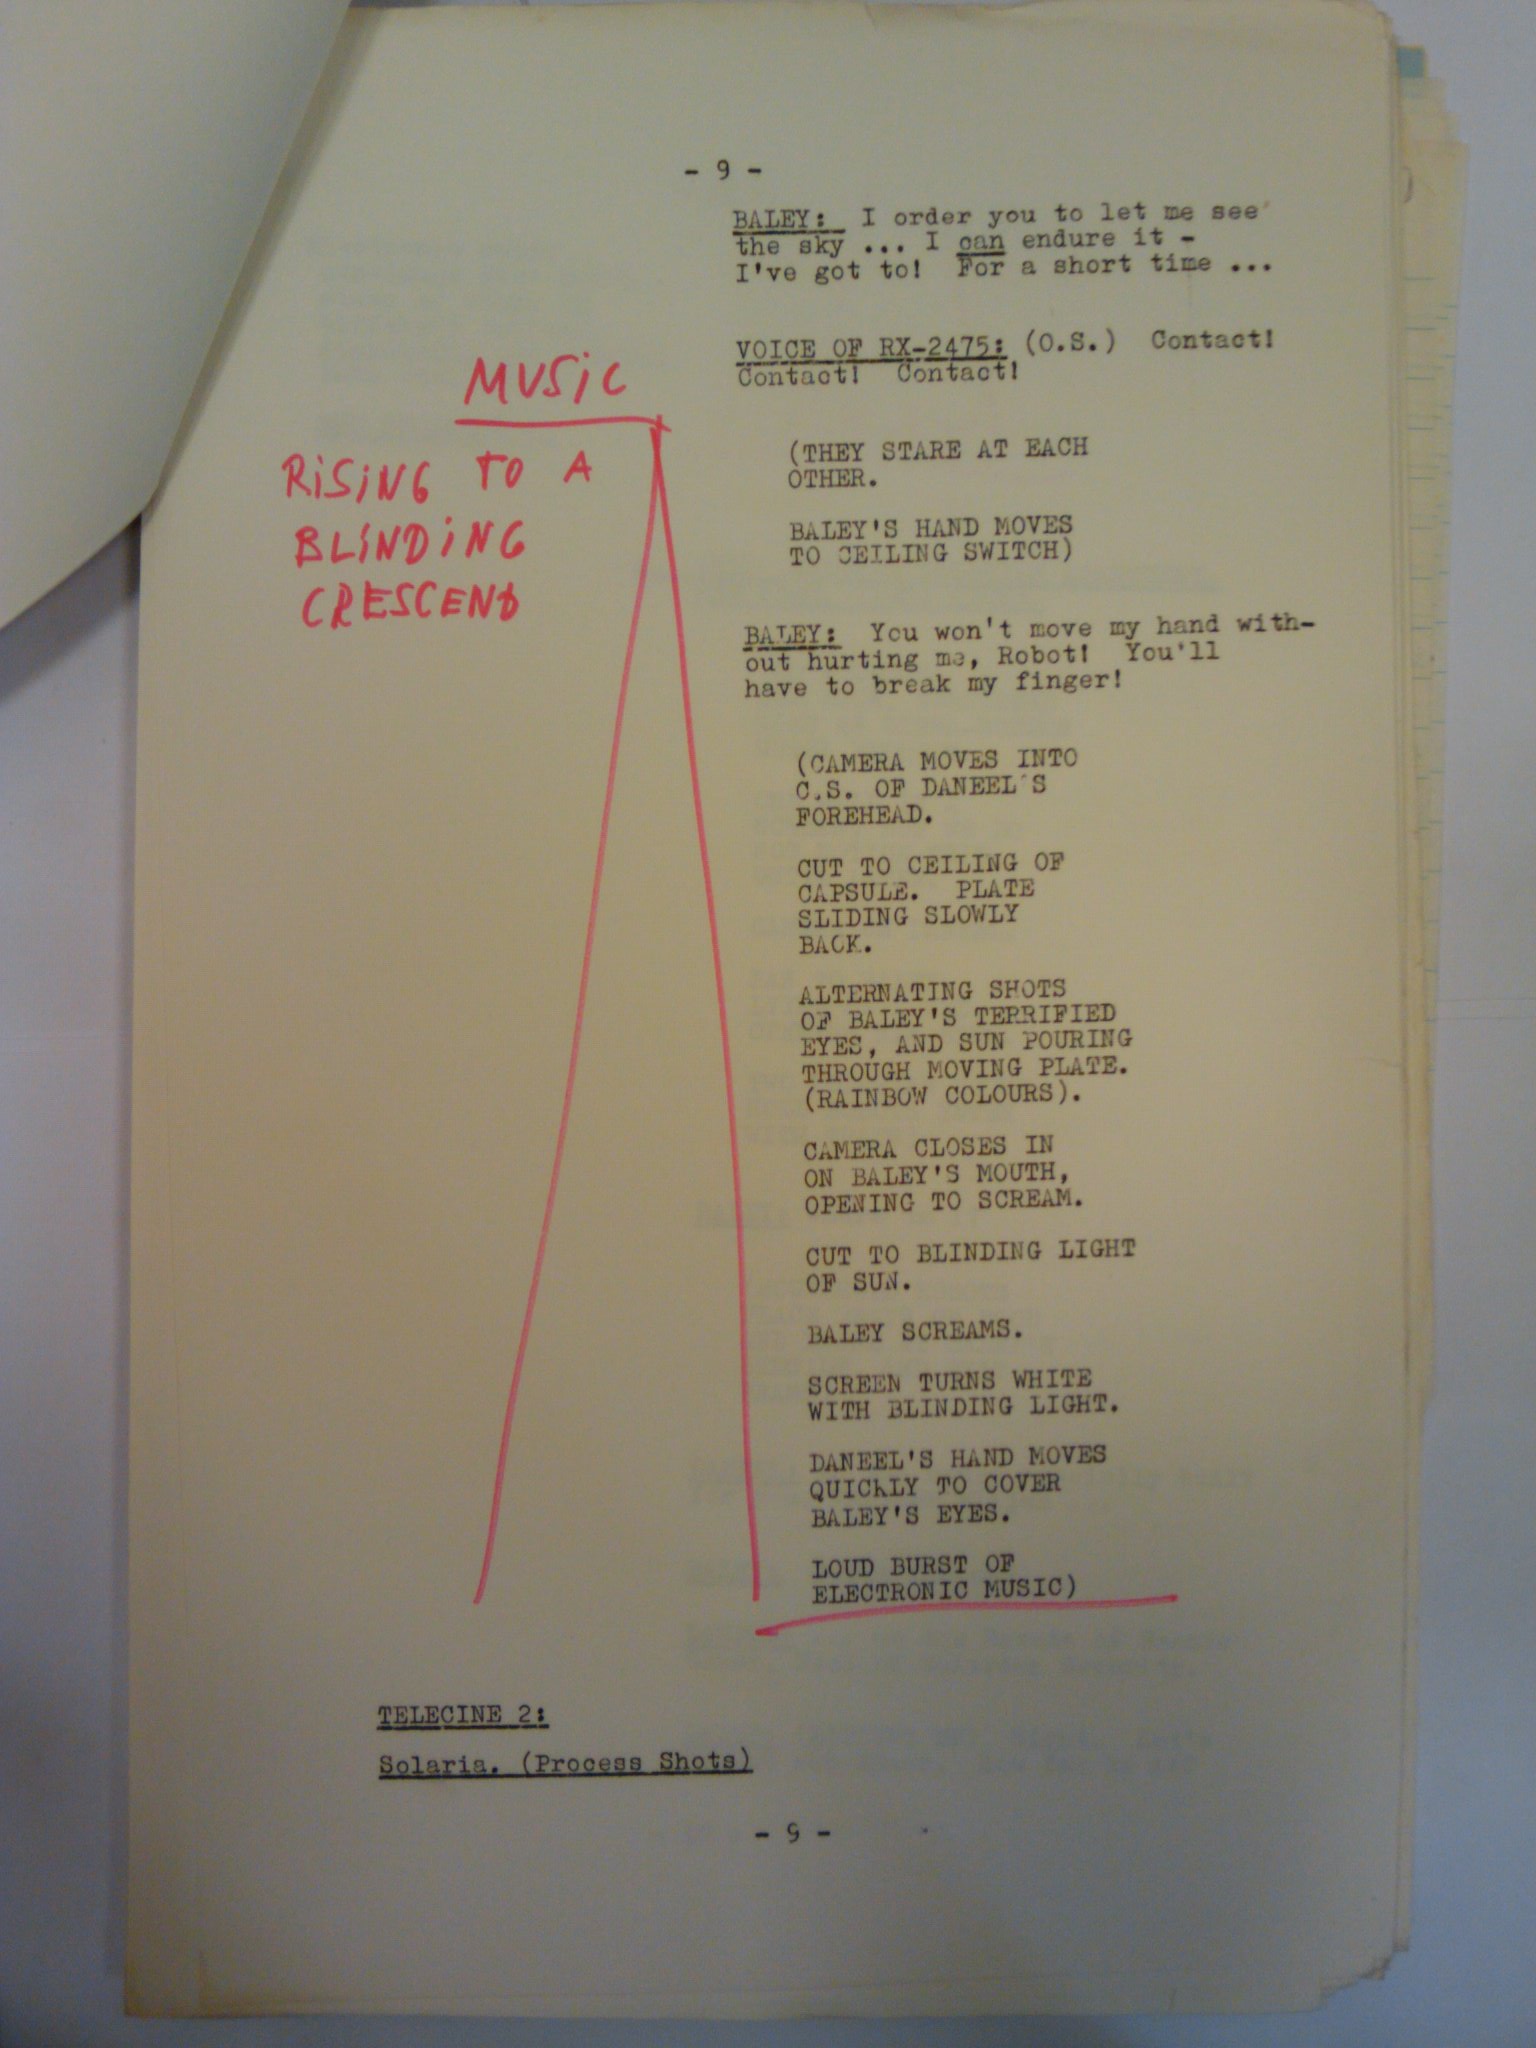 - 9 -
BALEY: I order you to let me see
the sky ... I can endure it -
I've got to! For a short time ...
VOICE OF RX-2475: (O.S.) Contact!
Contact! Contact!
MUSIC
RISING TO A
BLINDING
CRESCENDO
(THEY STARE AT EACH
OTHER.
BALEY'S HAND MOVES
TO CEILING SWITCH)
BALEY: You won't move my hand with-
out hurting me, Robot! You'll
have to break my finger!
(CAMERA MOVES INTO
C.S. OF DANEEL'S
FOREHEAD.
CUT TO CEILING OF
CAPSULE. PLATE
SLIDING SLOWLY
BACK.
ALTERNATING SHOTS
OF BALEY'S TERRIFIED
EYES, AND SUN POURING
THROUGH MOVING PLATE.
(RAINBOW COLOURS).
CAMERA CLOSES IN
ON BALEY'S MOUTH,
OPENING TO SCREAM.
CUT TO BLINDING LIGHT
OF SUN.
BALEY SCREAMS.
SCREEN TURNS WHITE
WITH BLINDING LIGHT.
DANEEL'S HAND MOVES
QUICKLY TO COVER
BALEY'S EYES.
LOUD BURST OF
ELECTRONIC MUSIC)
TELECINE 2:
Solaria. (Process Shots)
- 9 -